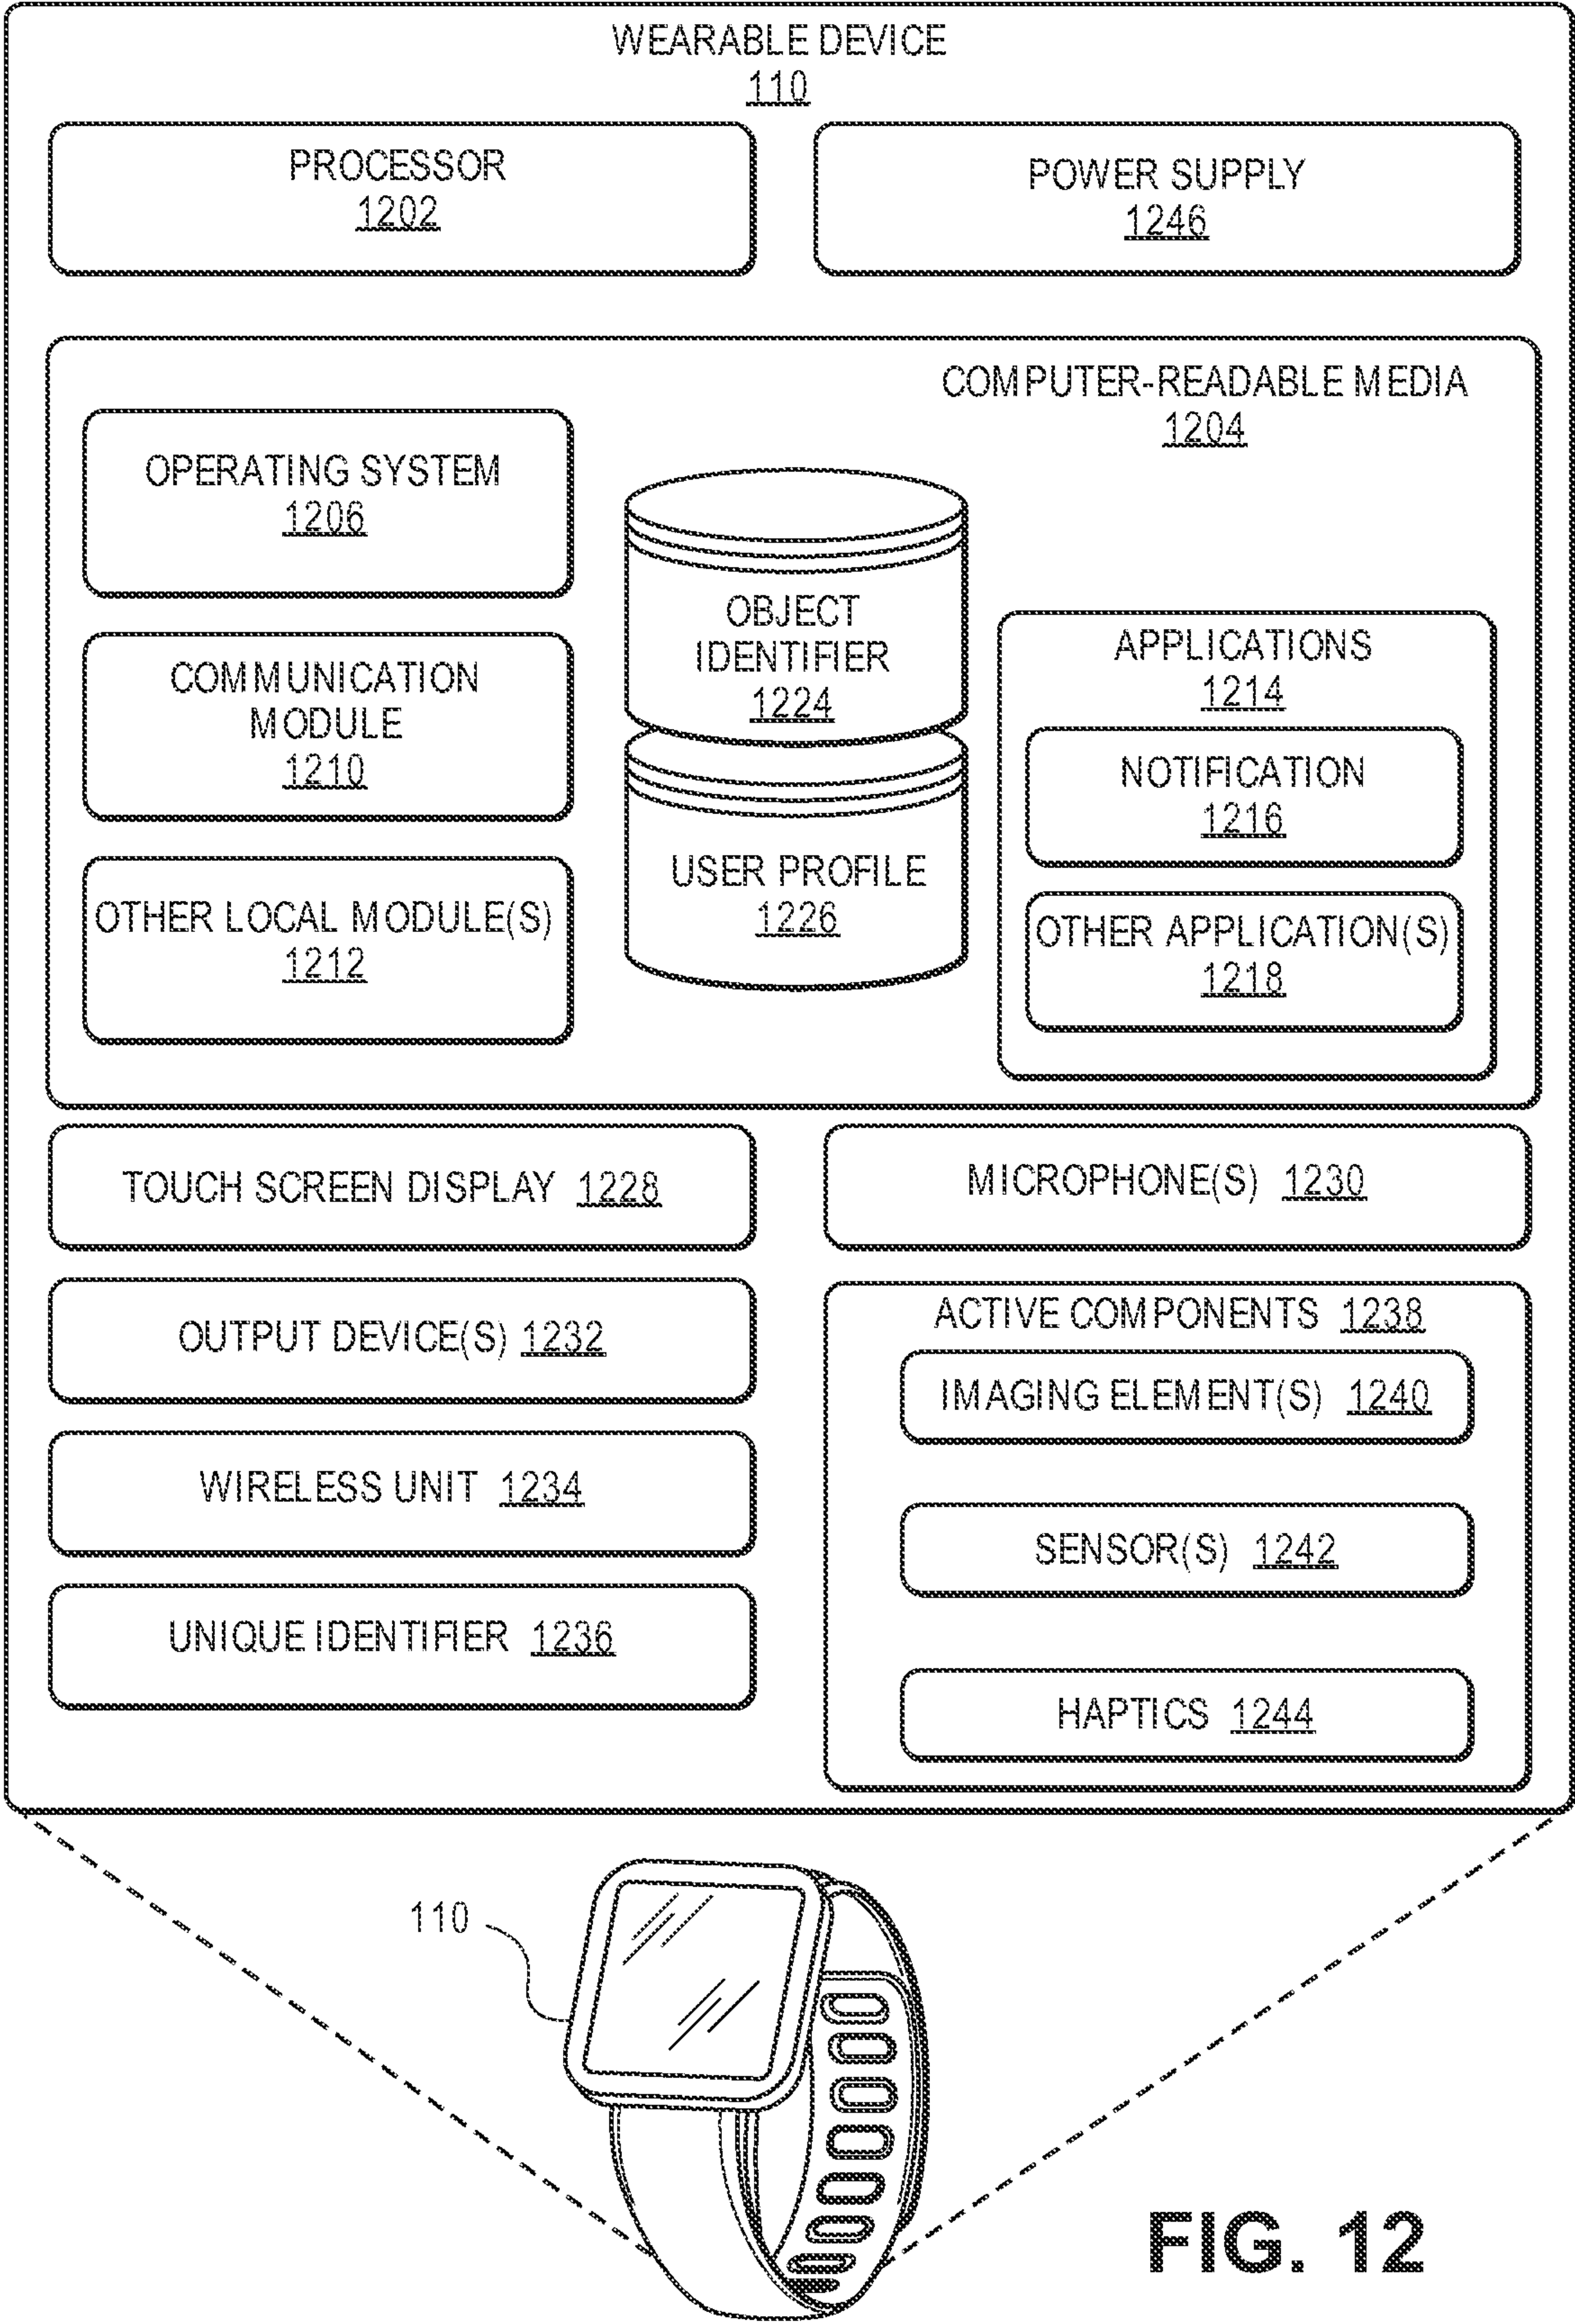 WEARABLE DEVICE
110
PROCESSOR
1202
POWER SUPPLY
1246
COMPUTER-READABLE MEDIA
1204
OPERATING SYSTEM
1206
COMMUNICATION
MODULE
1210
OTHER LOCAL MODULE(S)
1212
OBJECT
IDENTIFIER
1224
USER PROFILE
1226
APPLICATIONS
1214
NOTIFICATION
1216
OTHER APPLICATION(S)
1218
TOUCH SCREEN DISPLAY 1228
MICROPHONE(S) 1230
OUTPUT DEVICE(S) 1232
WIRELESS UNIT 1234
UNIQUE IDENTIFIER 1236
ACTIVE COMPONENTS 1238
IMAGING ELEMENT(S) 1240
SENSOR(S) 1242
HAPTICS 1244
110
FIG. 12